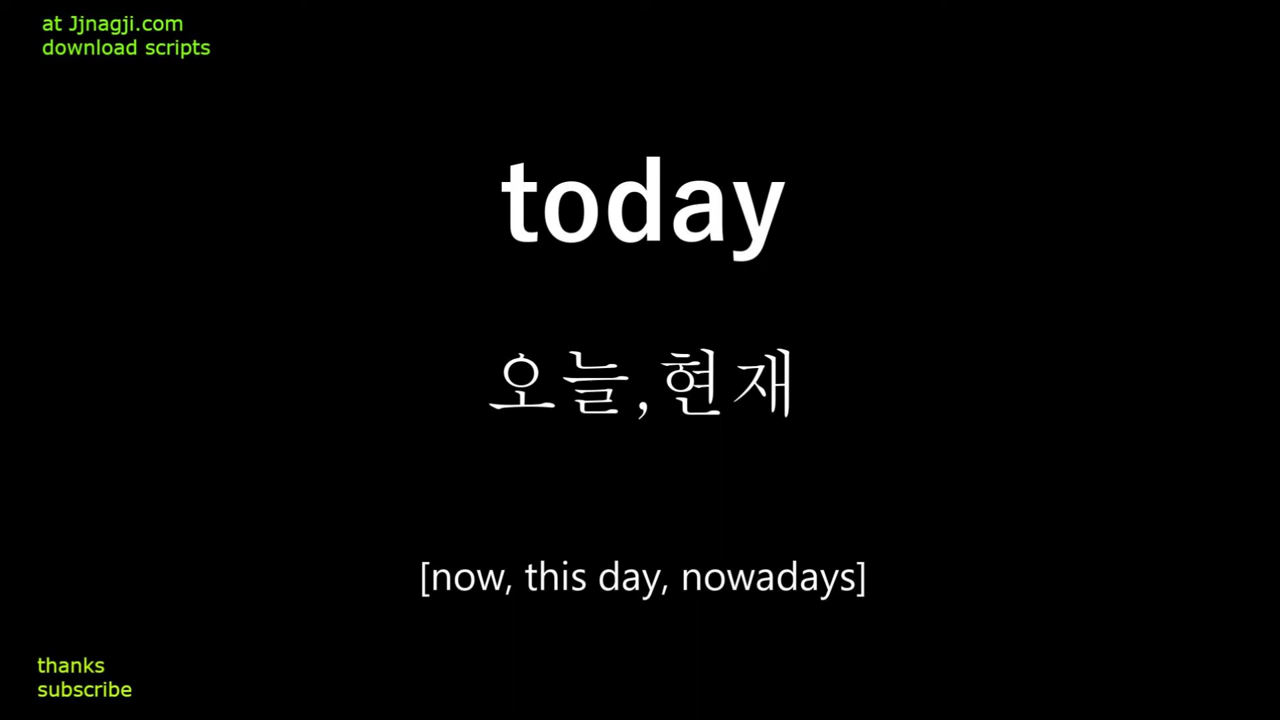 at Jjnagji.com
download scripts
today
오늘,현재
[now, this day, nowadays]
thanks
subscribe